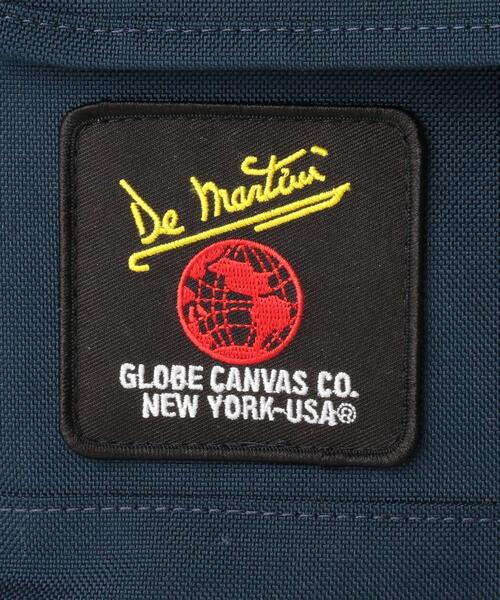 De Martini
GLOBE CANVAS CO.
NEW YORK-USA®